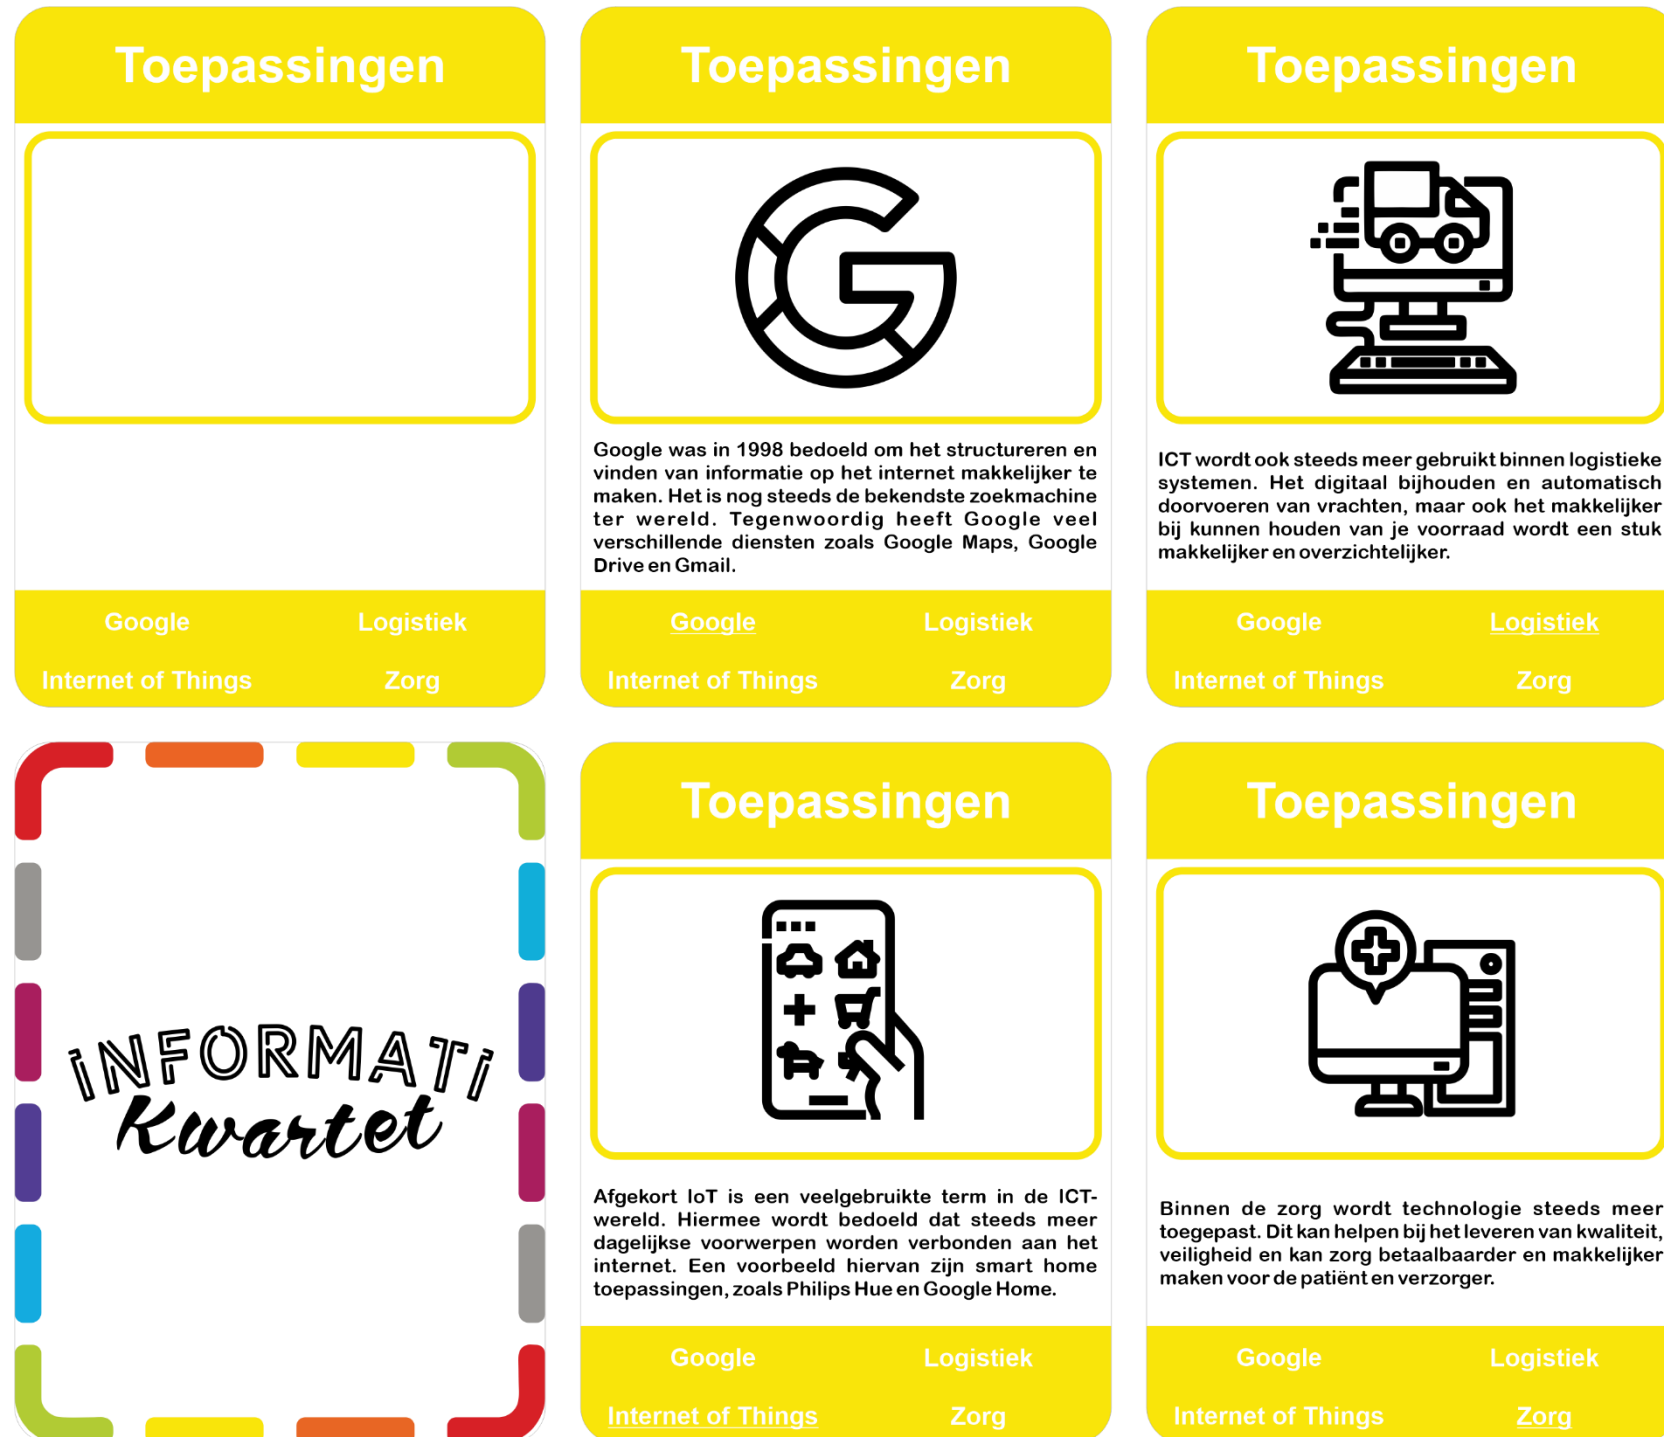 Toepassingen
Google Logistiek
Internet of Things Zorg
Toepassingen
Google was in 1998 bedoeld om het structureren en
vinden van informatie op het internet makkelijker te
maken. Het is nog steeds de bekendste zoekmachine
ter wereld. Tegenwoordig heeft Google veel
verschillende diensten zoals Google Maps, Google
Drive en Gmail.
Google Logistiek
Internet of Things Zorg
Toepassingen
ICT wordt ook steeds meer gebruikt binnen logistieke
systemen. Het digitaal bijhouden en automatisch
doorvoeren van vrachten, maar ook het makkelijker
bij kunnen houden van je voorraad wordt een stuk
makkelijker en overzichtelijker.
Google Logistiek
Internet of Things Zorg
INFORMATI
Kwartet
Toepassingen
Afgekort IoT is een veelgebruikte term in de ICT-
wereld. Hiermee wordt bedoeld dat steeds meer
dagelijkse voorwerpen worden verbonden aan het
internet. Een voorbeeld hiervan zijn smart home
toepassingen, zoals Philips Hue en Google Home.
Google Logistiek
Internet of Things Zorg
Toepassingen
Binnen de zorg wordt technologie steeds meer
toegepast. Dit kan helpen bij het leveren van kwaliteit,
veiligheid en kan zorg betaalbaarder en makkelijker
maken voor de patiënt en verzorger.
Google Logistiek
Internet of Things Zorg